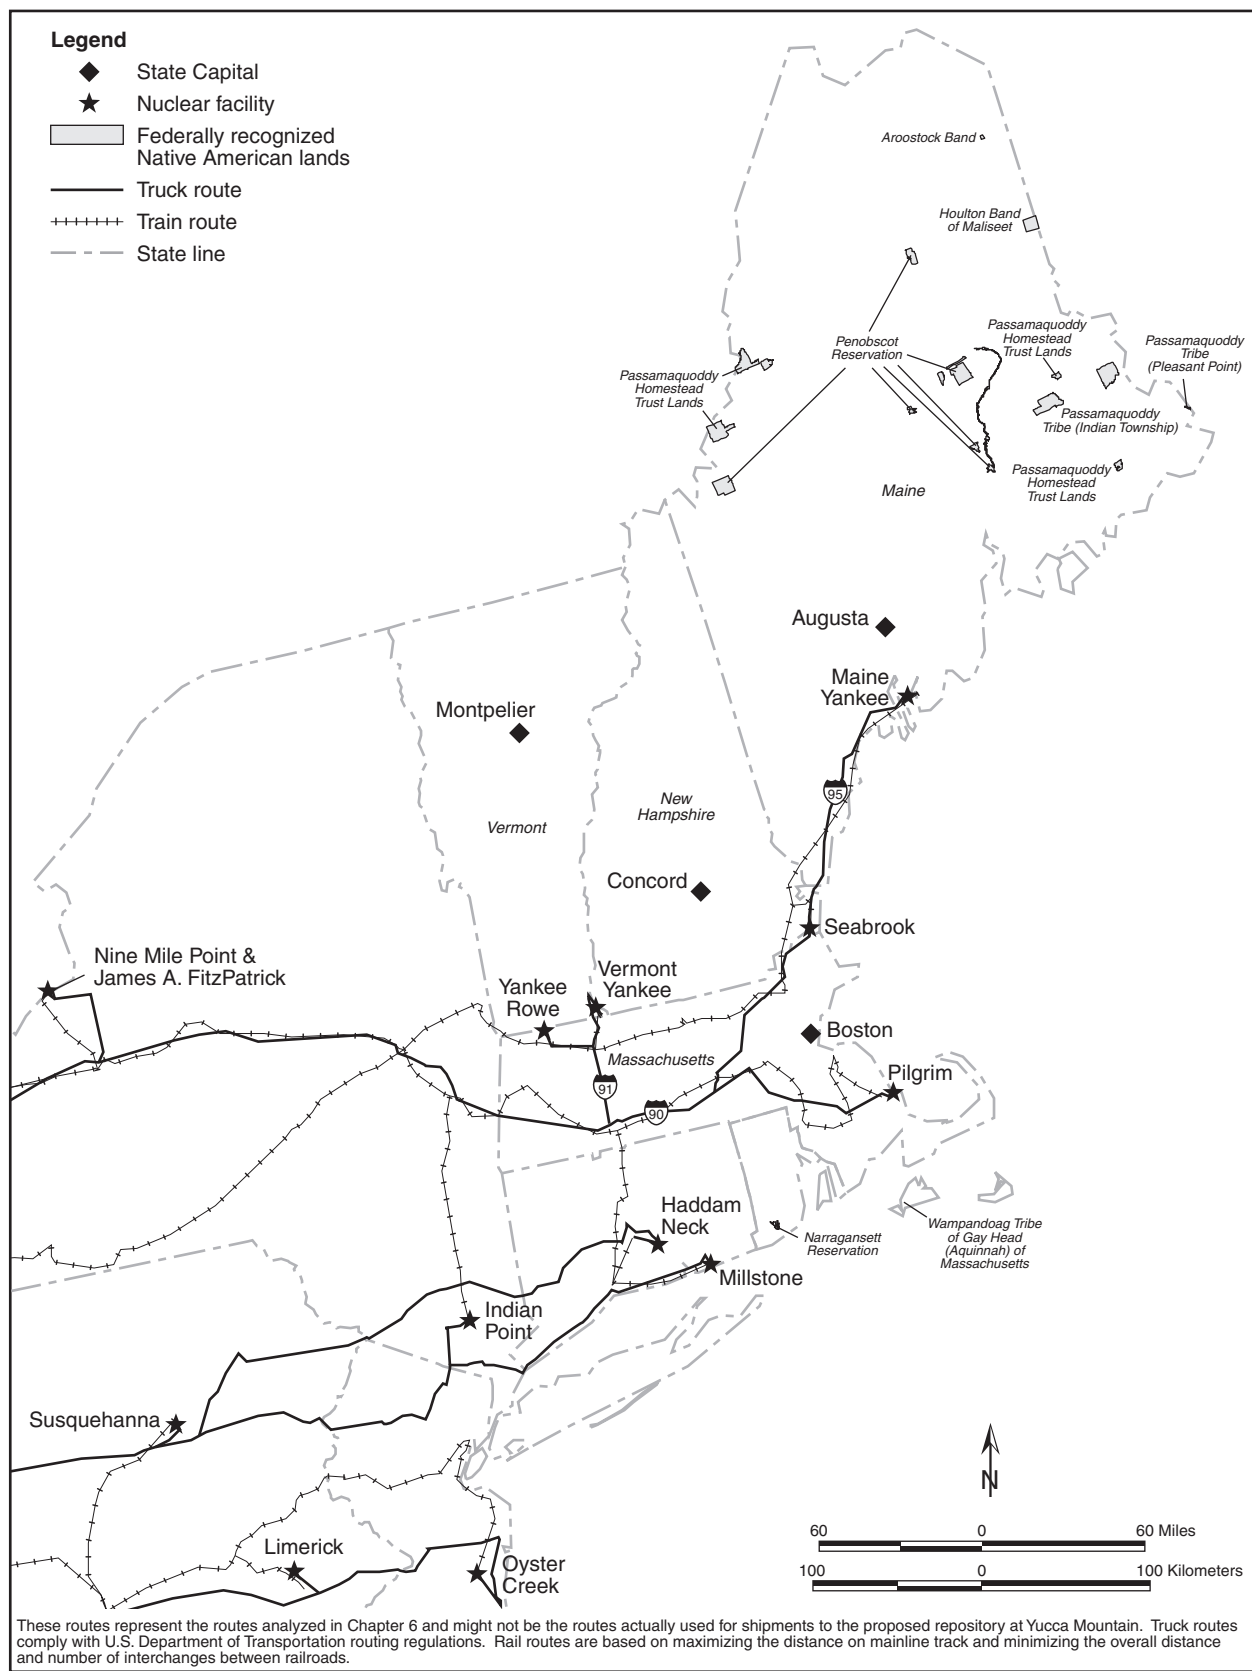 Legend
State Capital
Nuclear facility
Federally recognized
Native American lands
Truck route
Train route
State line
Aroostock Band
Houlton Band
of Maliseet
Penobscot
Reservation
Passamaquoddy
Homestead
Trust Lands
Passamaquoddy
Tribe
(Pleasant Point)
Passamaquoddy
Homestead
Trust Lands
Passamaquoddy
Tribe (Indian Township)
Passamaquoddy
Homestead
Trust Lands
Maine
Augusta
Maine
Yankee
Montpelier
95
New
Hampshire
Vermont
Concord
Seabrook
Nine Mile Point &
James A. FitzPatrick
Vermont
Yankee
Yankee
Rowe
Boston
Massachusetts
Pilgrim
91
90
Haddam
Neck
Narragansett
Reservation
Wampandoag Tribe
of Gay Head
(Aquinnah) of
Massachusetts
Millstone
Indian
Point
Susquehanna
N
Limerick
Oyster
Creek
60 0 60 Miles
100 0 100 Kilometers
These routes represent the routes analyzed in Chapter 6 and might not be the routes actually used for shipments to the proposed repository at Yucca Mountain. Truck routes
comply with U.S. Department of Transportation routing regulations. Rail routes are based on maximizing the distance on mainline track and minimizing the overall distance
and number of interchanges between railroads.